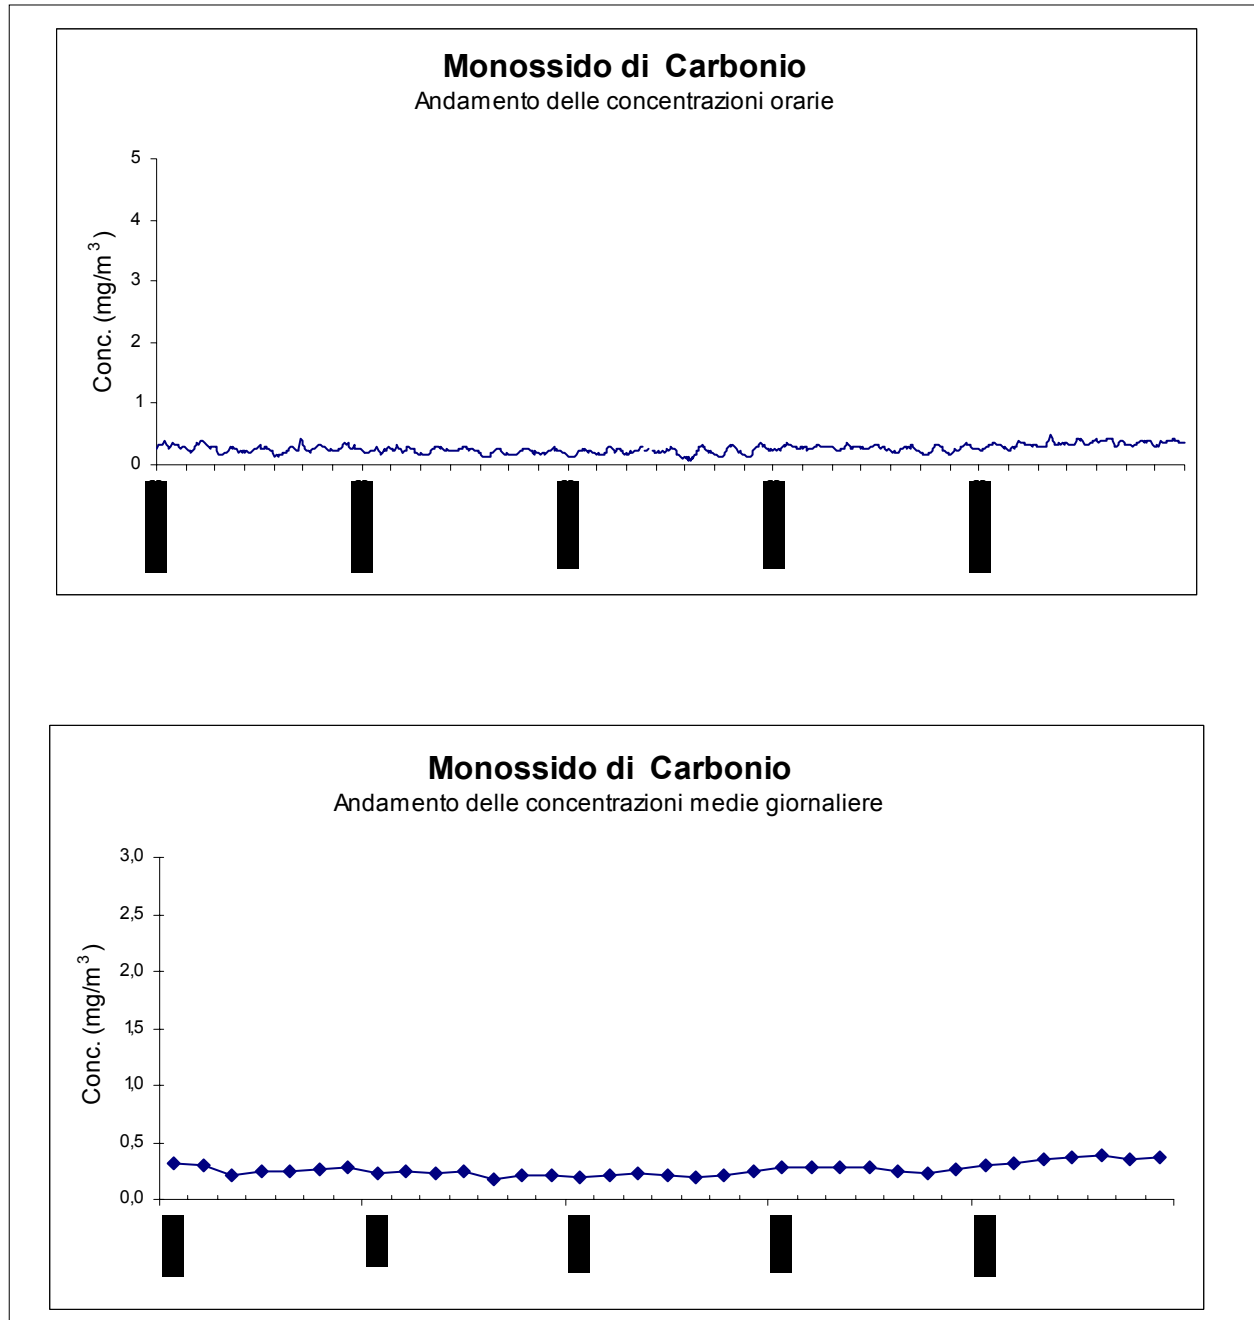 Monossido di Carbonio
Andamento delle concentrazioni orarie
5
4
3
2
1
0
Conc. (mg/m³)
Monossido di Carbonio
Andamento delle concentrazioni medie giornaliere
3,0
2,5
2,0
1,5
1,0
0,5
0,0
Conc. (mg/m³)